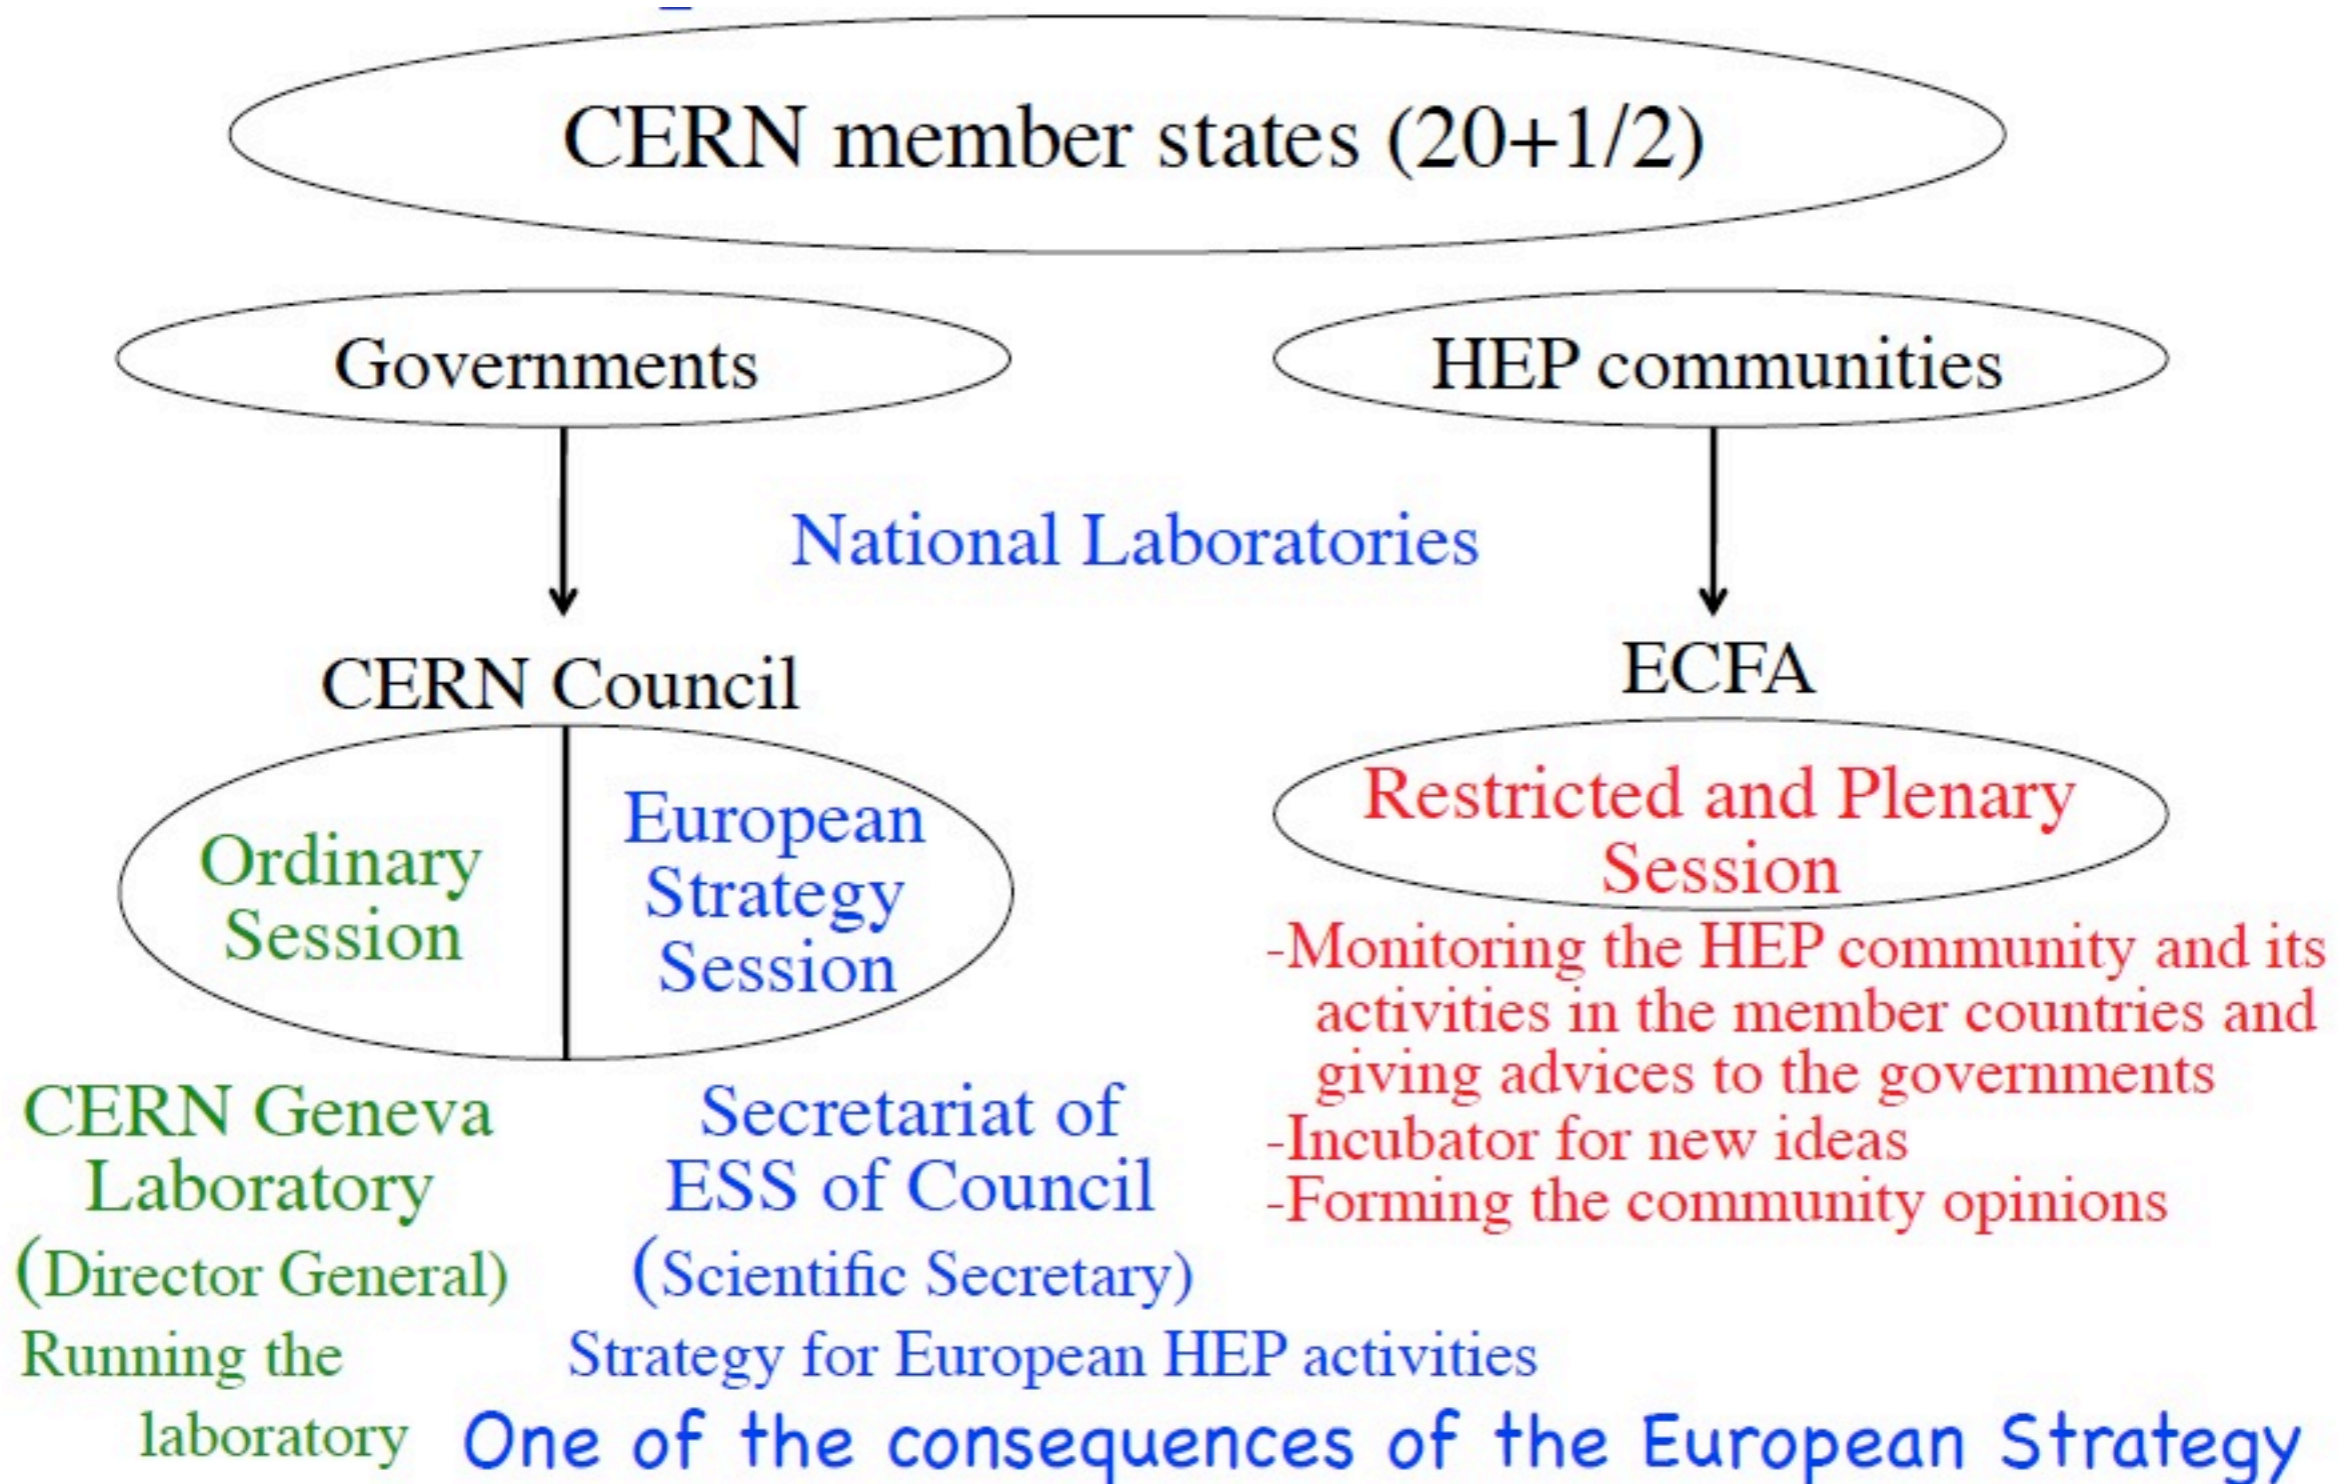 CERN member states (20+1/2)
Governments
HEP communities
National Laboratories
CERN Council
ECFA
Ordinary
Session
European
Strategy
Session
Restricted and Plenary
Session
-Monitoring the HEP community and its
activities in the member countries and
giving advices to the governments
-Incubator for new ideas
-Forming the community opinions
CERN Geneva
Laboratory
(Director General)
Running the
laboratory
Secretariat of
ESS of Council
(Scientific Secretary)
Strategy for European HEP activities
One of the consequences of the European Strategy